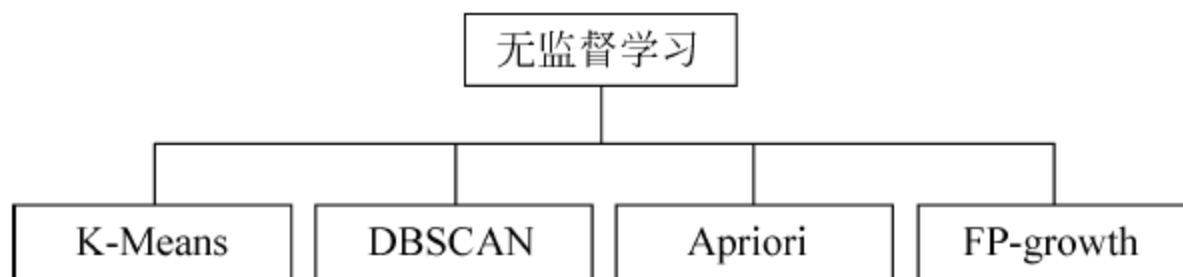 无监督学习
K-Means
DBSCAN
Apriori
FP-growth